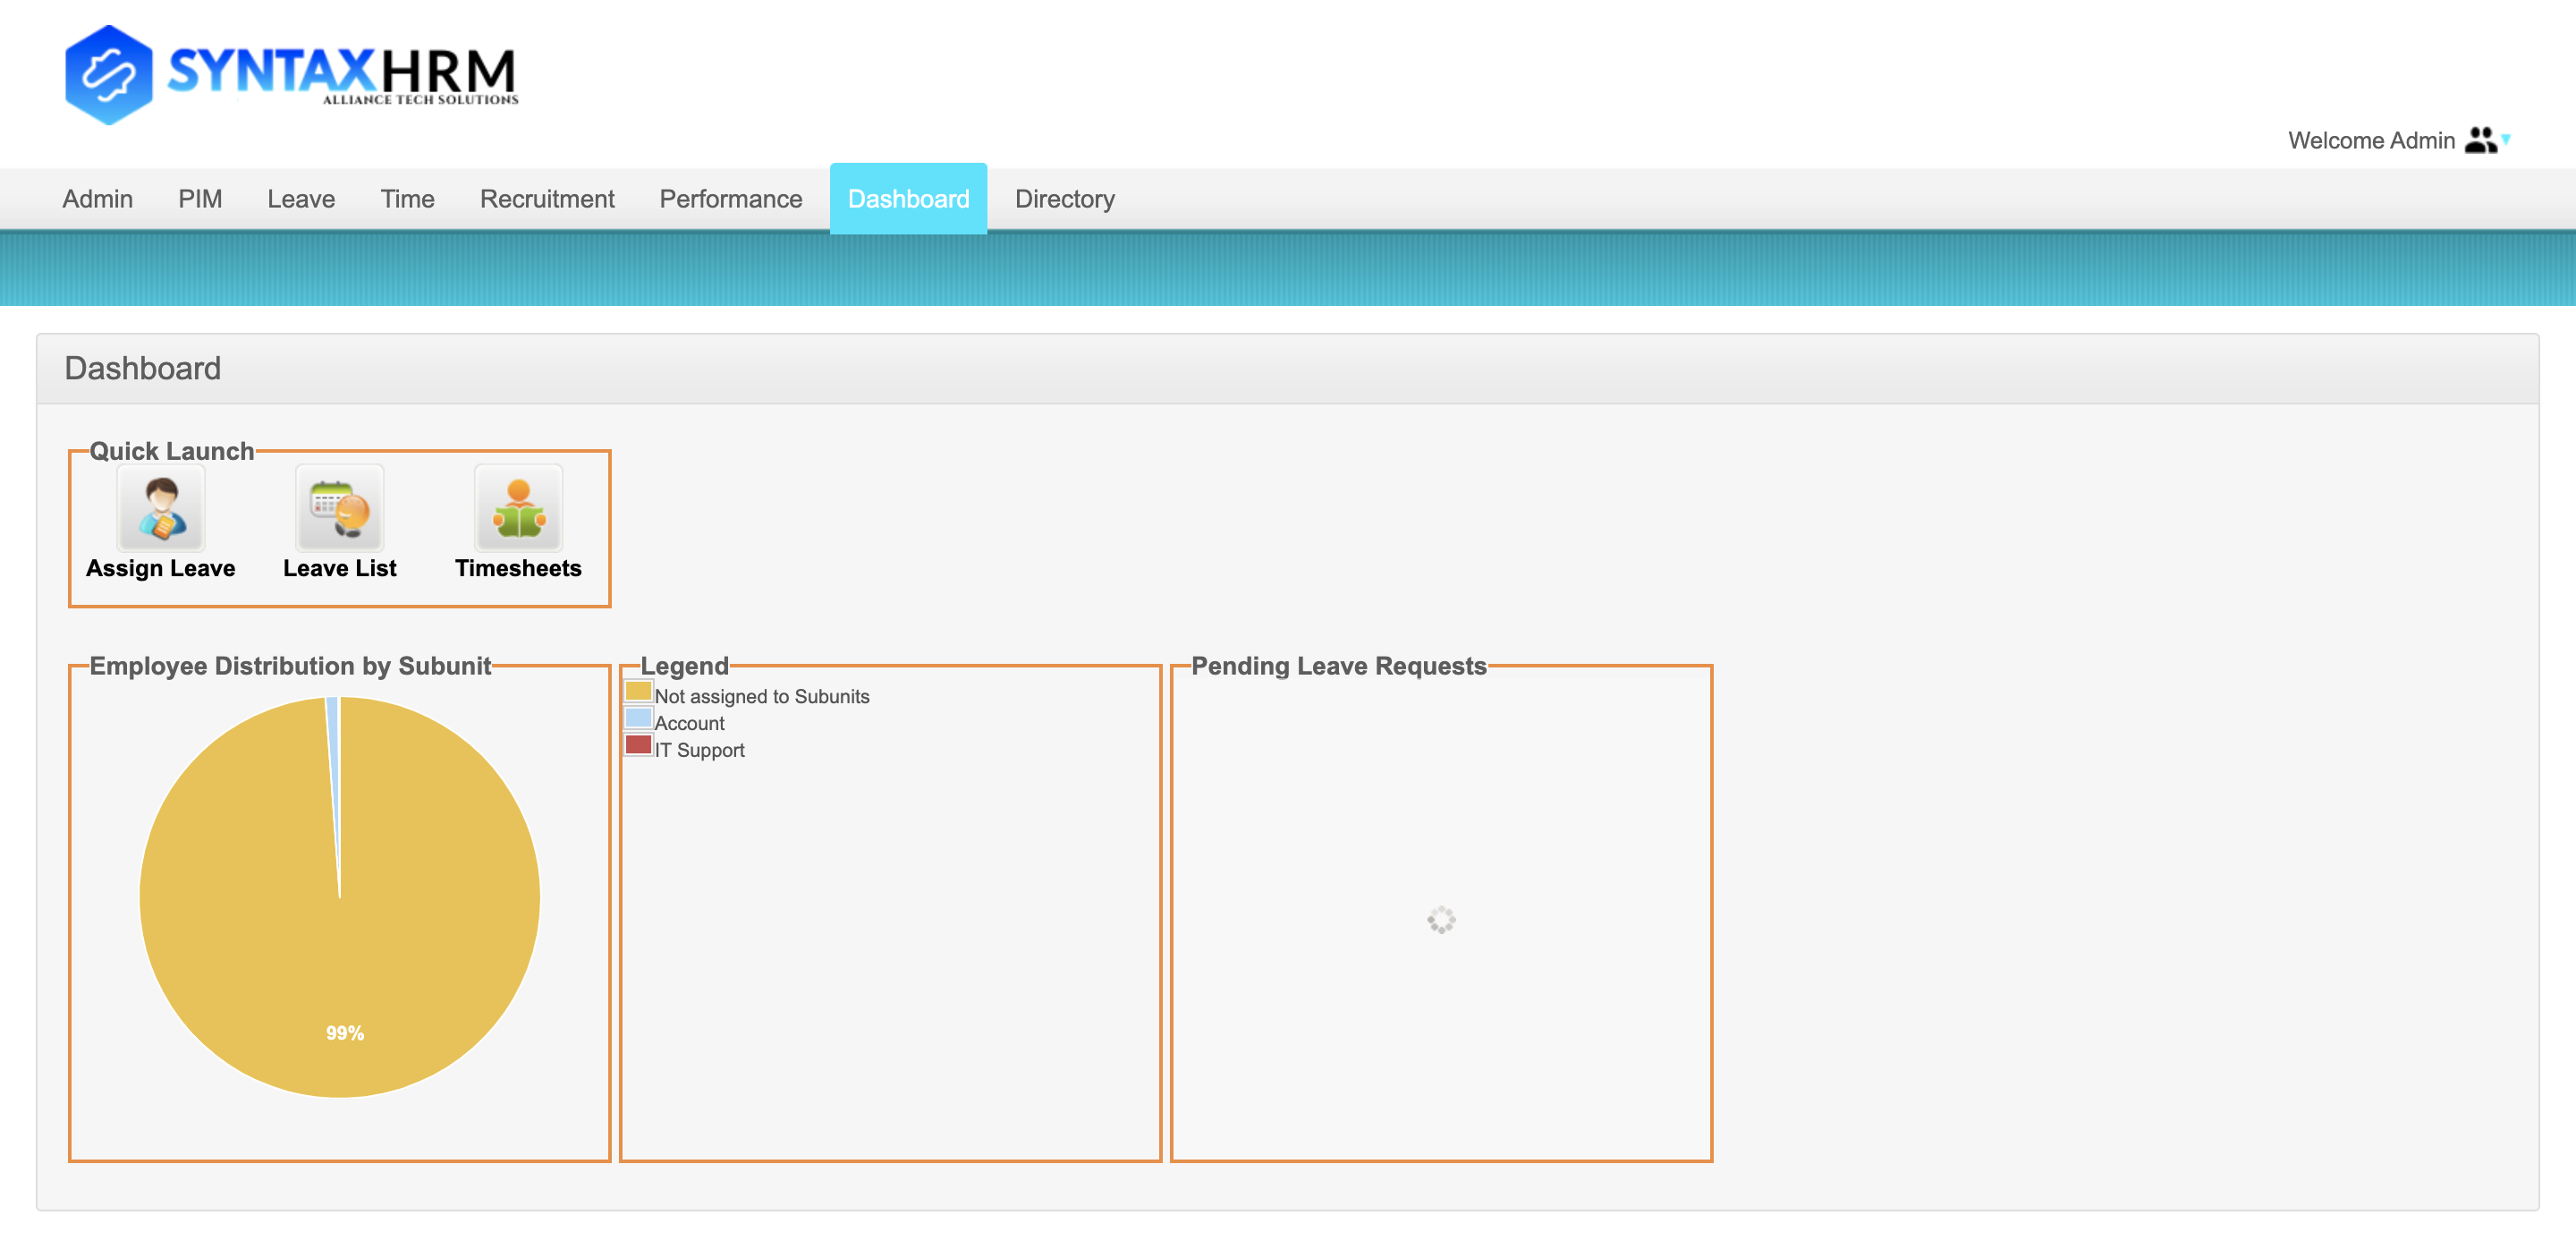 SYNTAXHRM
ALLIANCE TECH SOLUTIONS
Welcome Admin
Admin PIM Leave Time Recruitment Performance Dashboard Directory
Dashboard
Quick Launch
Assign Leave Leave List Timesheets
Employee Distribution by Subunit
99%
Legend
Not assigned to Subunits
Account
IT Support
Pending Leave Requests